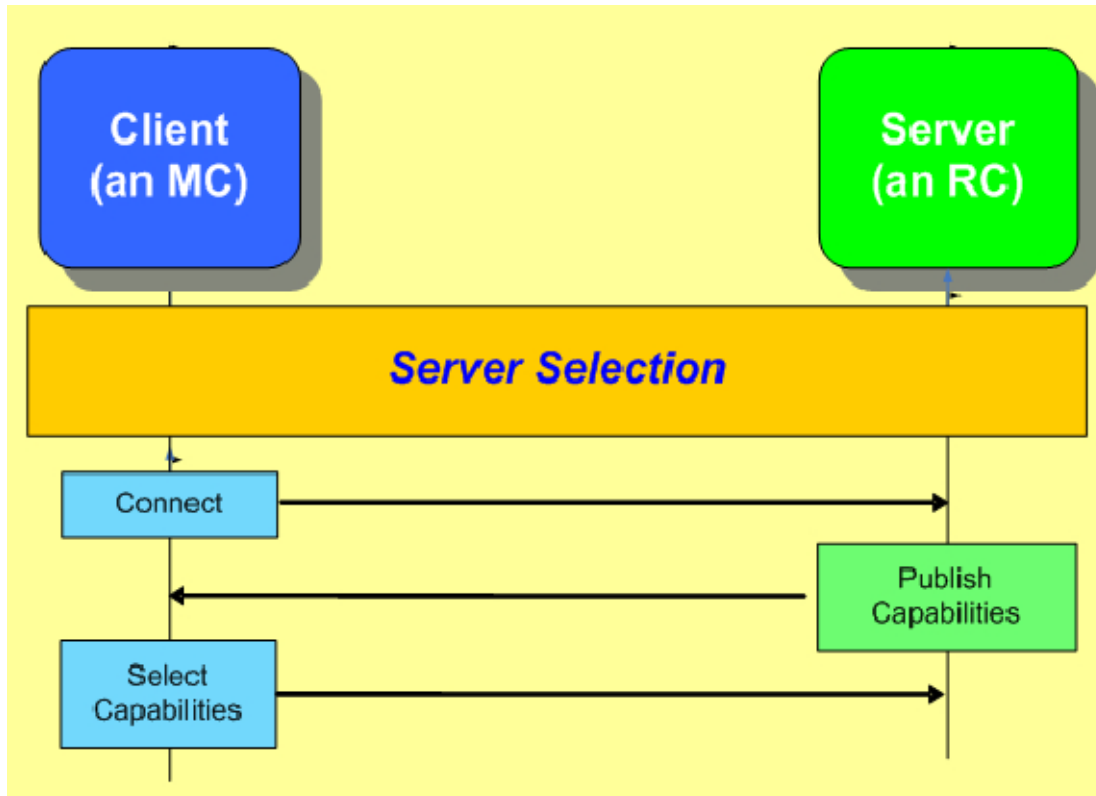 Client
(an MC)
Server
(an RC)
Server Selection
Connect
Publish
Capabilities
Select
Capabilities